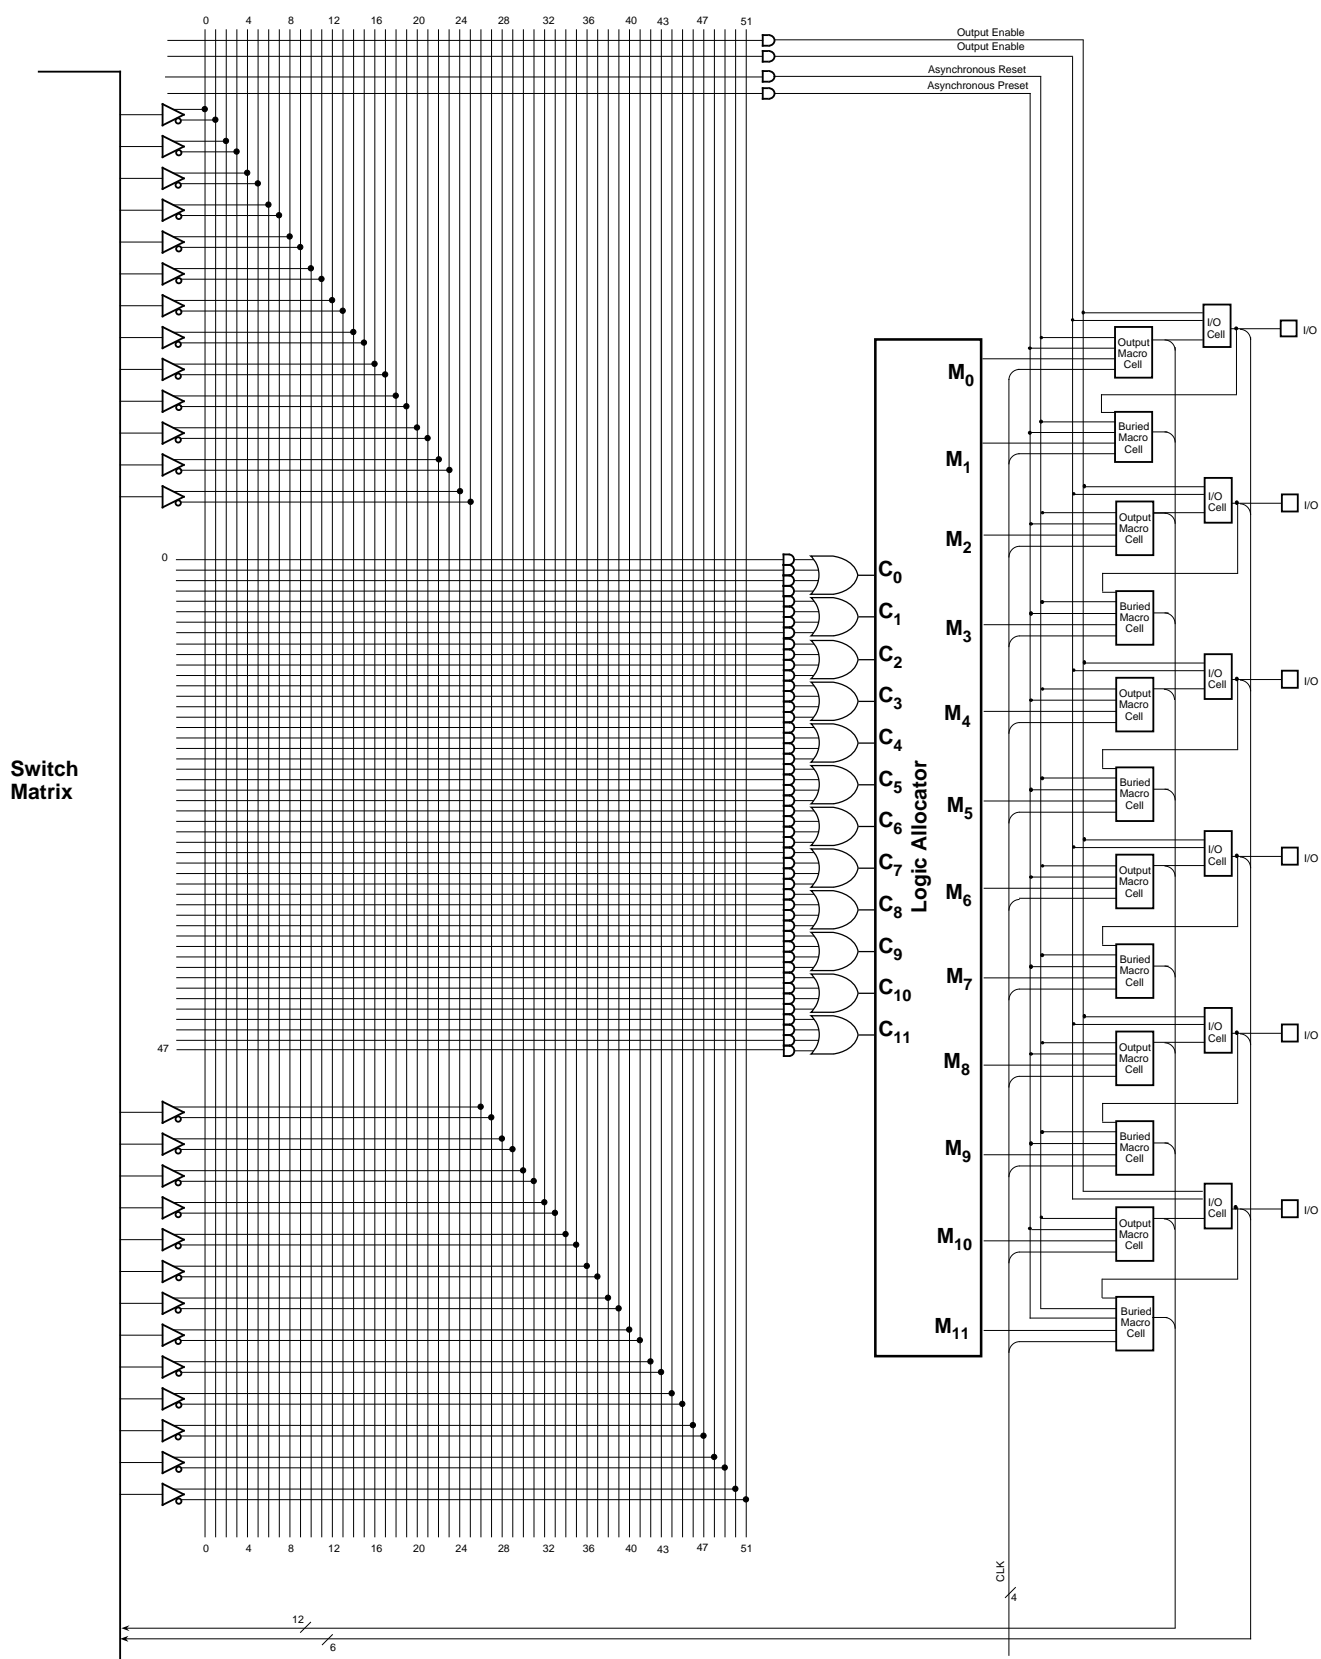 0 4 8 12 16 20 24 28 32 36 40 43 47 51
Output Enable
Output Enable
Asynchronous Reset
Asynchronous Preset
I/O
Cell
I/O
Output
Macro
Cell
M0
Buried
Macro
Cell
M1
I/O
Cell
I/O
Output
Macro
Cell
M2
0
C0
Buried
Macro
Cell
C1
M3
C2
I/O
Cell
I/O
Output
Macro
Cell
C3
M4
C4
Switch
Matrix
Logic Allocator
C5
Buried
Macro
Cell
M5
C6
I/O
Cell
I/O
C7
Output
Macro
Cell
M6
C8
C9
Buried
Macro
Cell
M7
C10
C11
I/O
Cell
I/O
47
Output
Macro
Cell
M8
Buried
Macro
Cell
M9
I/O
Cell
I/O
Output
Macro
Cell
M10
Buried
Macro
Cell
M11
0 4 8 12 16 20 24 28 32 36 40 43 47 51
CLK
4
12
6